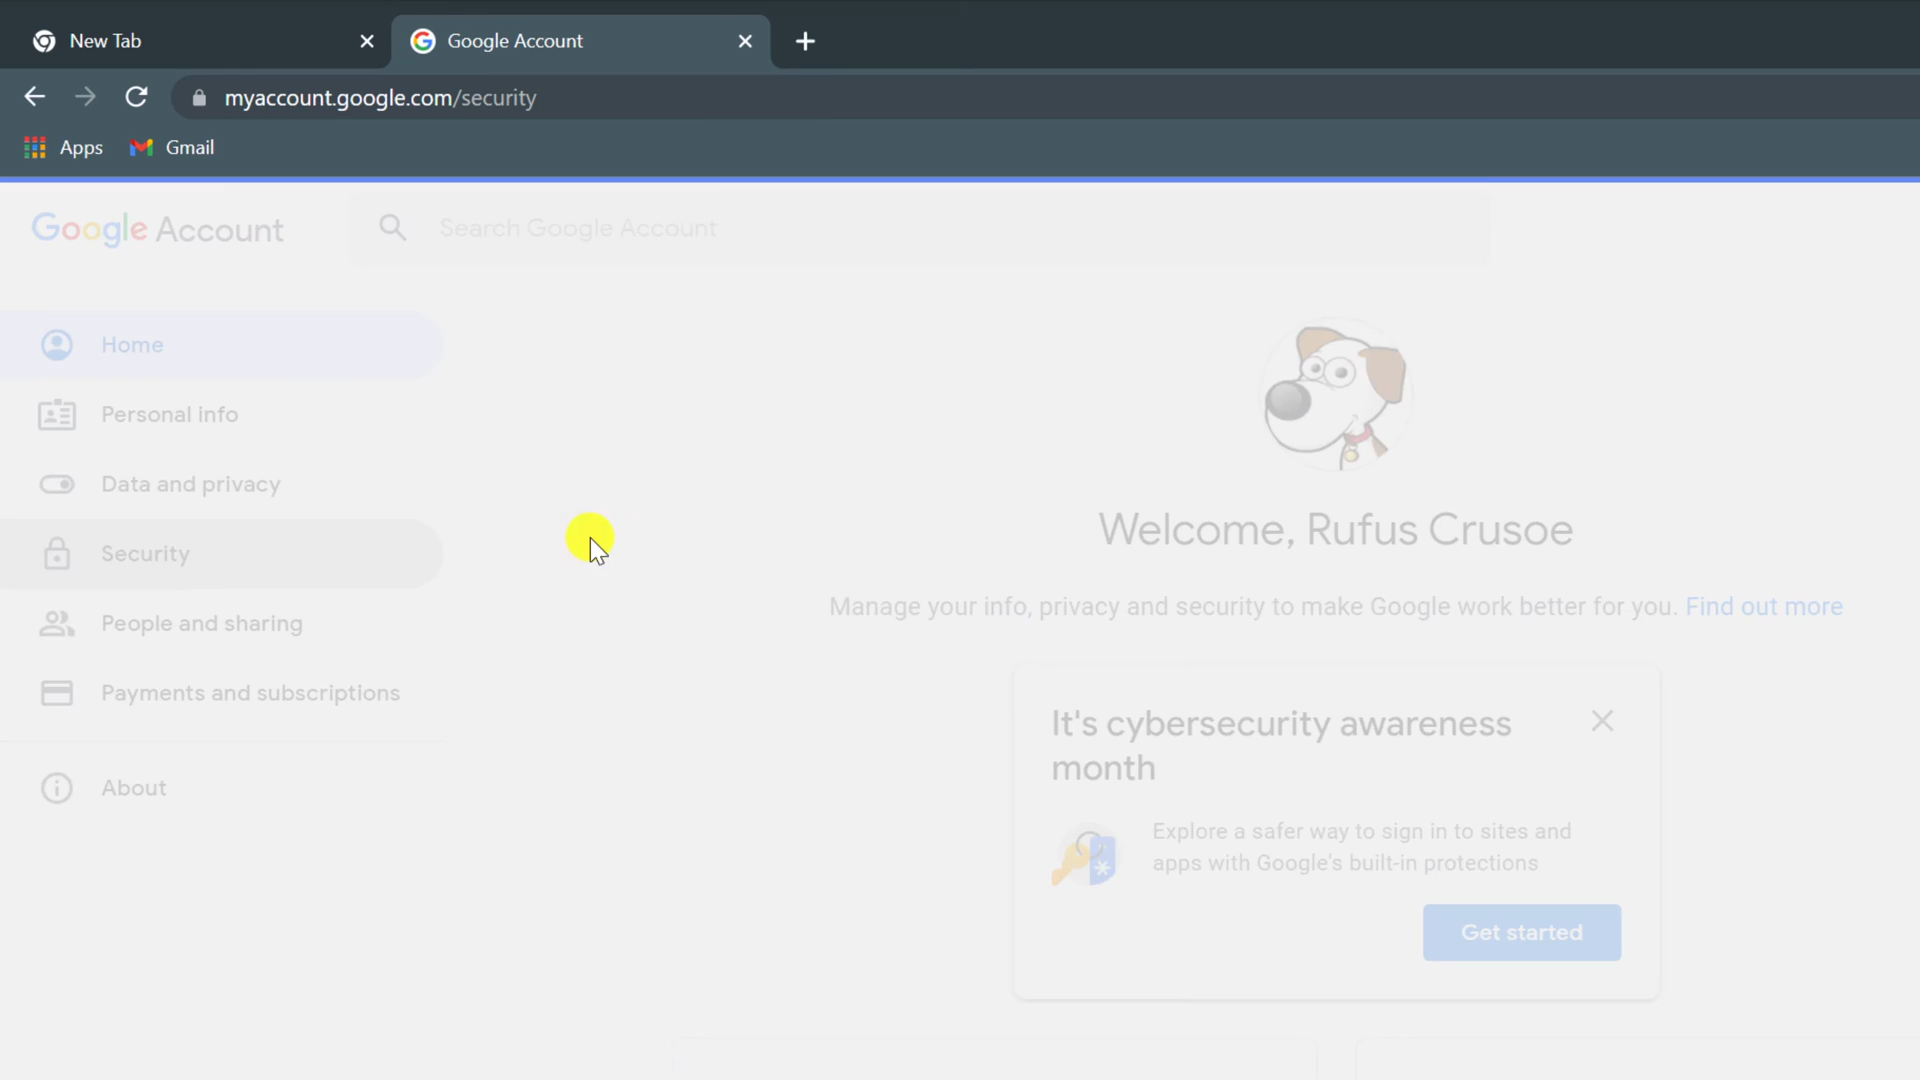 New Tab
Google Account
myaccount.google.com/security
Apps
Gmail
Google Account
Search Google Account
Home
Personal info
Data and privacy
Security
People and sharing
Payments and subscriptions
About
Welcome, Rufus Crusoe
Manage your info, privacy and security to make Google work better for you. Find out more
It's cybersecurity awareness
month
Explore a safer way to sign in to sites and
apps with Google's built-in protections
Get started